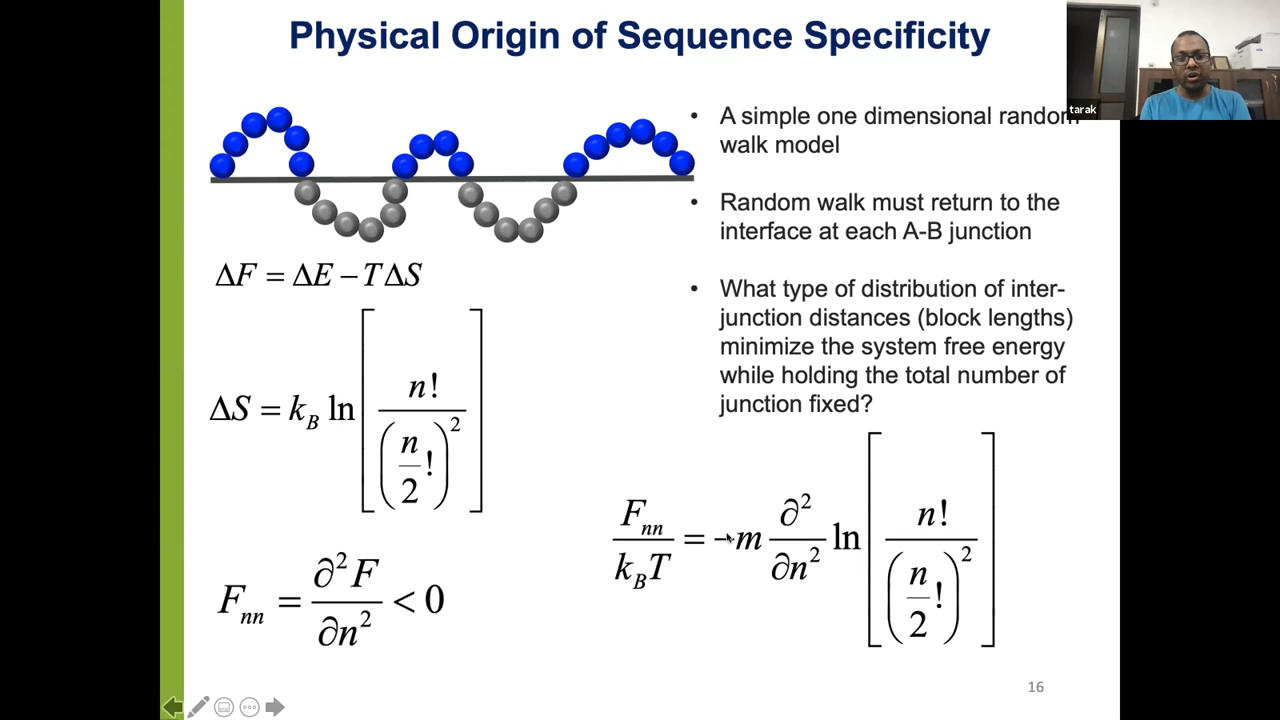 Physical Origin of Sequence Specificity
tarak
• A simple one dimensional random
walk model
• Random walk must return to the
interface at each A-B junction
• What type of distribution of inter-
junction distances (block lengths)
minimize the system free energy
while holding the total number of
junction fixed?
ΔF = ΔE − TΔS
ΔS = k_B ln [ n! / (n/2 !)^2 ]
F_nn = ∂²F / ∂n² < 0
F_nn / k_B T = −m ∂² / ∂n² ln [ n! / (n/2 !)^2 ]
16